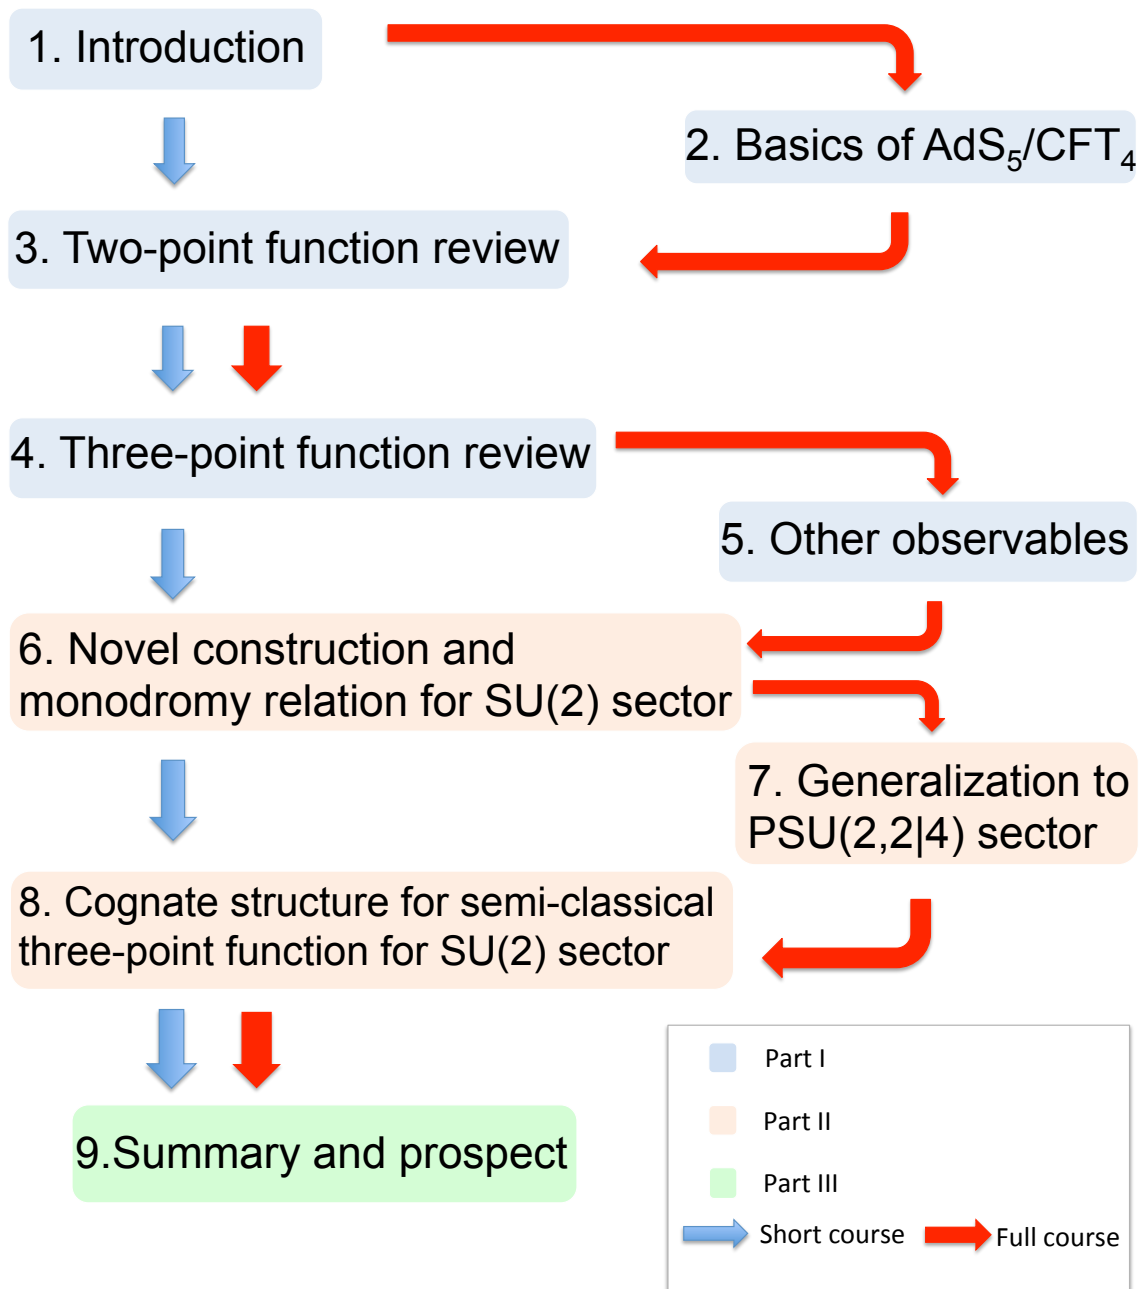 1. Introduction
2. Basics of AdS₅/CFT₄
3. Two-point function review
4. Three-point function review
5. Other observables
6. Novel construction and
monodromy relation for SU(2) sector
7. Generalization to
PSU(2,2|4) sector
8. Cognate structure for semi-classical
three-point function for SU(2) sector
9.Summary and prospect
Part I
Part II
Part III
Short course
Full course